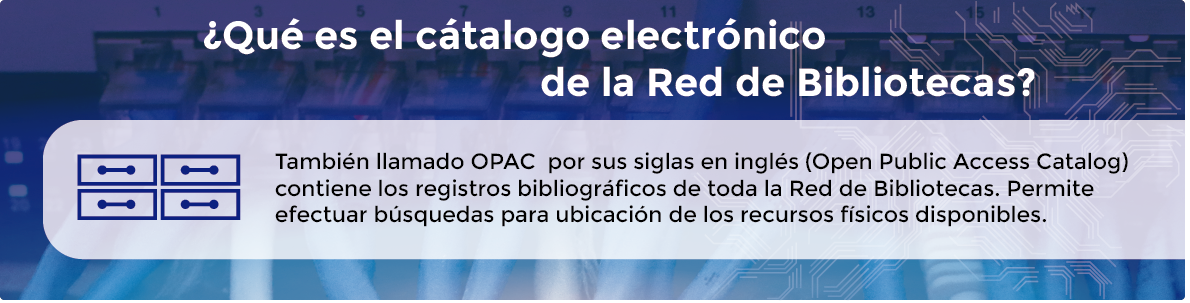 ¿Qué es el cátalogo electrónico
de la Red de Bibliotecas?
También llamado OPAC por sus siglas en inglés (Open Public Access Catalog)
contiene los registros bibliográficos de toda la Red de Bibliotecas. Permite
efectuar búsquedas para ubicación de los recursos físicos disponibles.